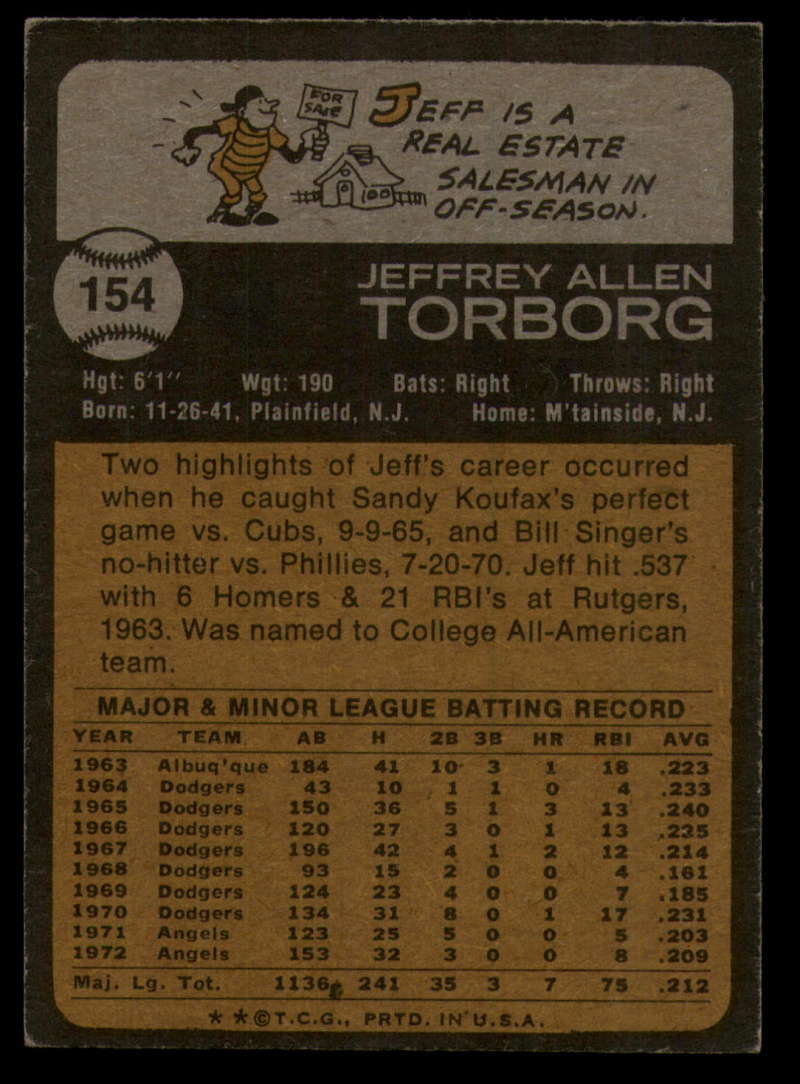 FOR SALE
JEFF IS A
REAL ESTATE
SALESMAN IN
OFF-SEASON.
154
JEFFREY ALLEN
TORBORG
Hgt: 6'1" Wgt: 190 Bats: Right Throws: Right
Born: 11-26-41, Plainfield, N.J. Home: M'tainside, N.J.
Two highlights of Jeff's career occurred
when he caught Sandy Koufax's perfect
game vs. Cubs, 9-9-65, and Bill Singer's
no-hitter vs. Phillies, 7-20-70. Jeff hit .537
with 6 Homers & 21 RBI's at Rutgers,
1963. Was named to College All-American
team.
MAJOR & MINOR LEAGUE BATTING RECORD
YEAR TEAM AB H 2B 3B HR RBI AVG
1963 Albuq'que 184 41 10 3 1 18 .223
1964 Dodgers 43 10 1 1 0 4 .233
1965 Dodgers 150 36 5 1 3 13 .240
1966 Dodgers 120 27 3 0 1 13 .225
1967 Dodgers 196 42 4 1 2 12 .214
1968 Dodgers 93 15 2 0 0 4 .161
1969 Dodgers 124 23 4 0 0 7 .185
1970 Dodgers 134 31 8 0 1 17 .231
1971 Angels 123 25 5 0 0 5 .203
1972 Angels 153 32 3 0 0 8 .209
Maj. Lg. Tot. 1136 241 35 3 7 75 .212
* * ©T.C.G., PRTD. IN U.S.A.